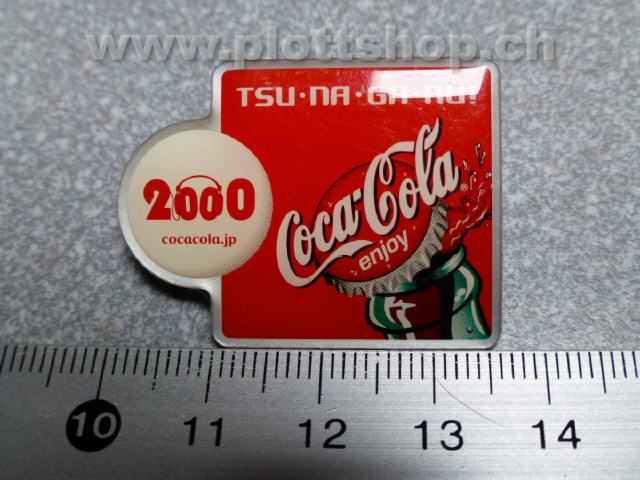 www.plottshop.ch
TSU·NA·GA·RU!
2000
cocacola.jp
Coca-Cola ®
enjoy
10 11 12 13 14